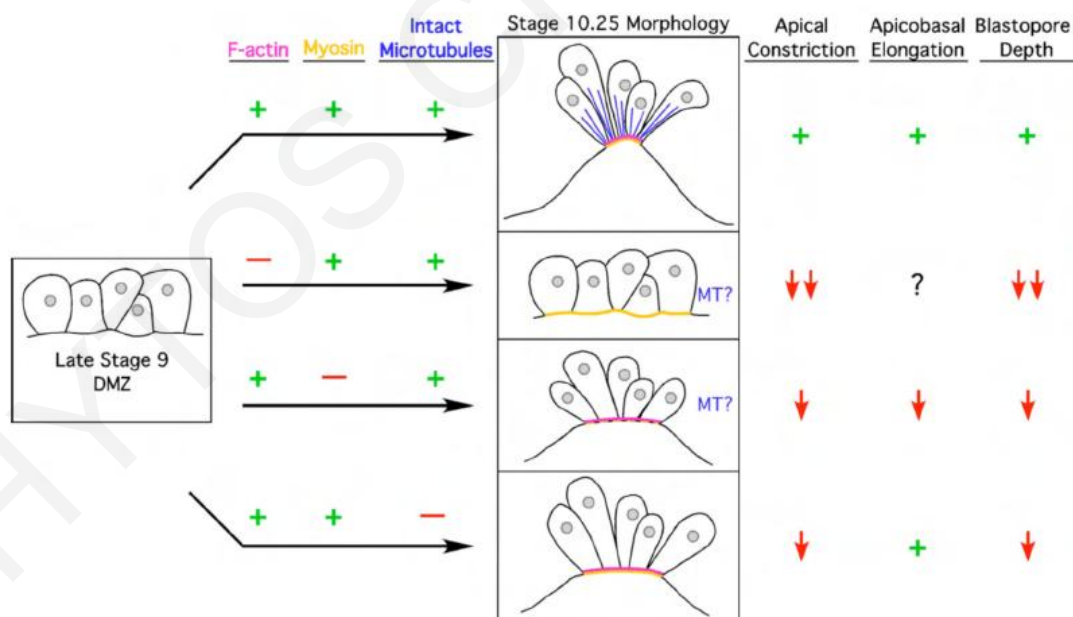 F-actin Myosin Intact Microtubules
Stage 10.25 Morphology
Apical Constriction
Apicobasal Elongation
Blastopore Depth
+ + +
+ + +
− + +
MT?
?
Late Stage 9
DMZ
+ − +
MT?
+ + −
+
HYTOS C